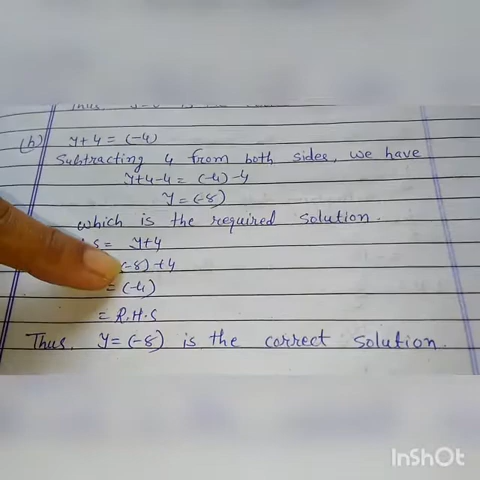 (h) y+4 = (-4)
Subtracting 4 from both sides, we have
y+4-4 = (-4)-4
y = (-8)
which is the required solution.
= y+4
(-8)+4
= (-4)
= R.H.S
Thus, y = (-8) is the correct solution.
INSHOT